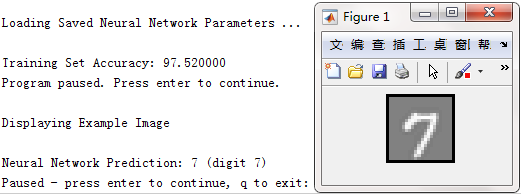 Loading Saved Neural Network Parameters ...
Training Set Accuracy: 97.520000
Program paused. Press enter to continue.
Displaying Example Image
Neural Network Prediction: 7 (digit 7)
Paused - press enter to continue, q to exit:
Figure 1
文 编 查 插 工 桌 窗 帮
7